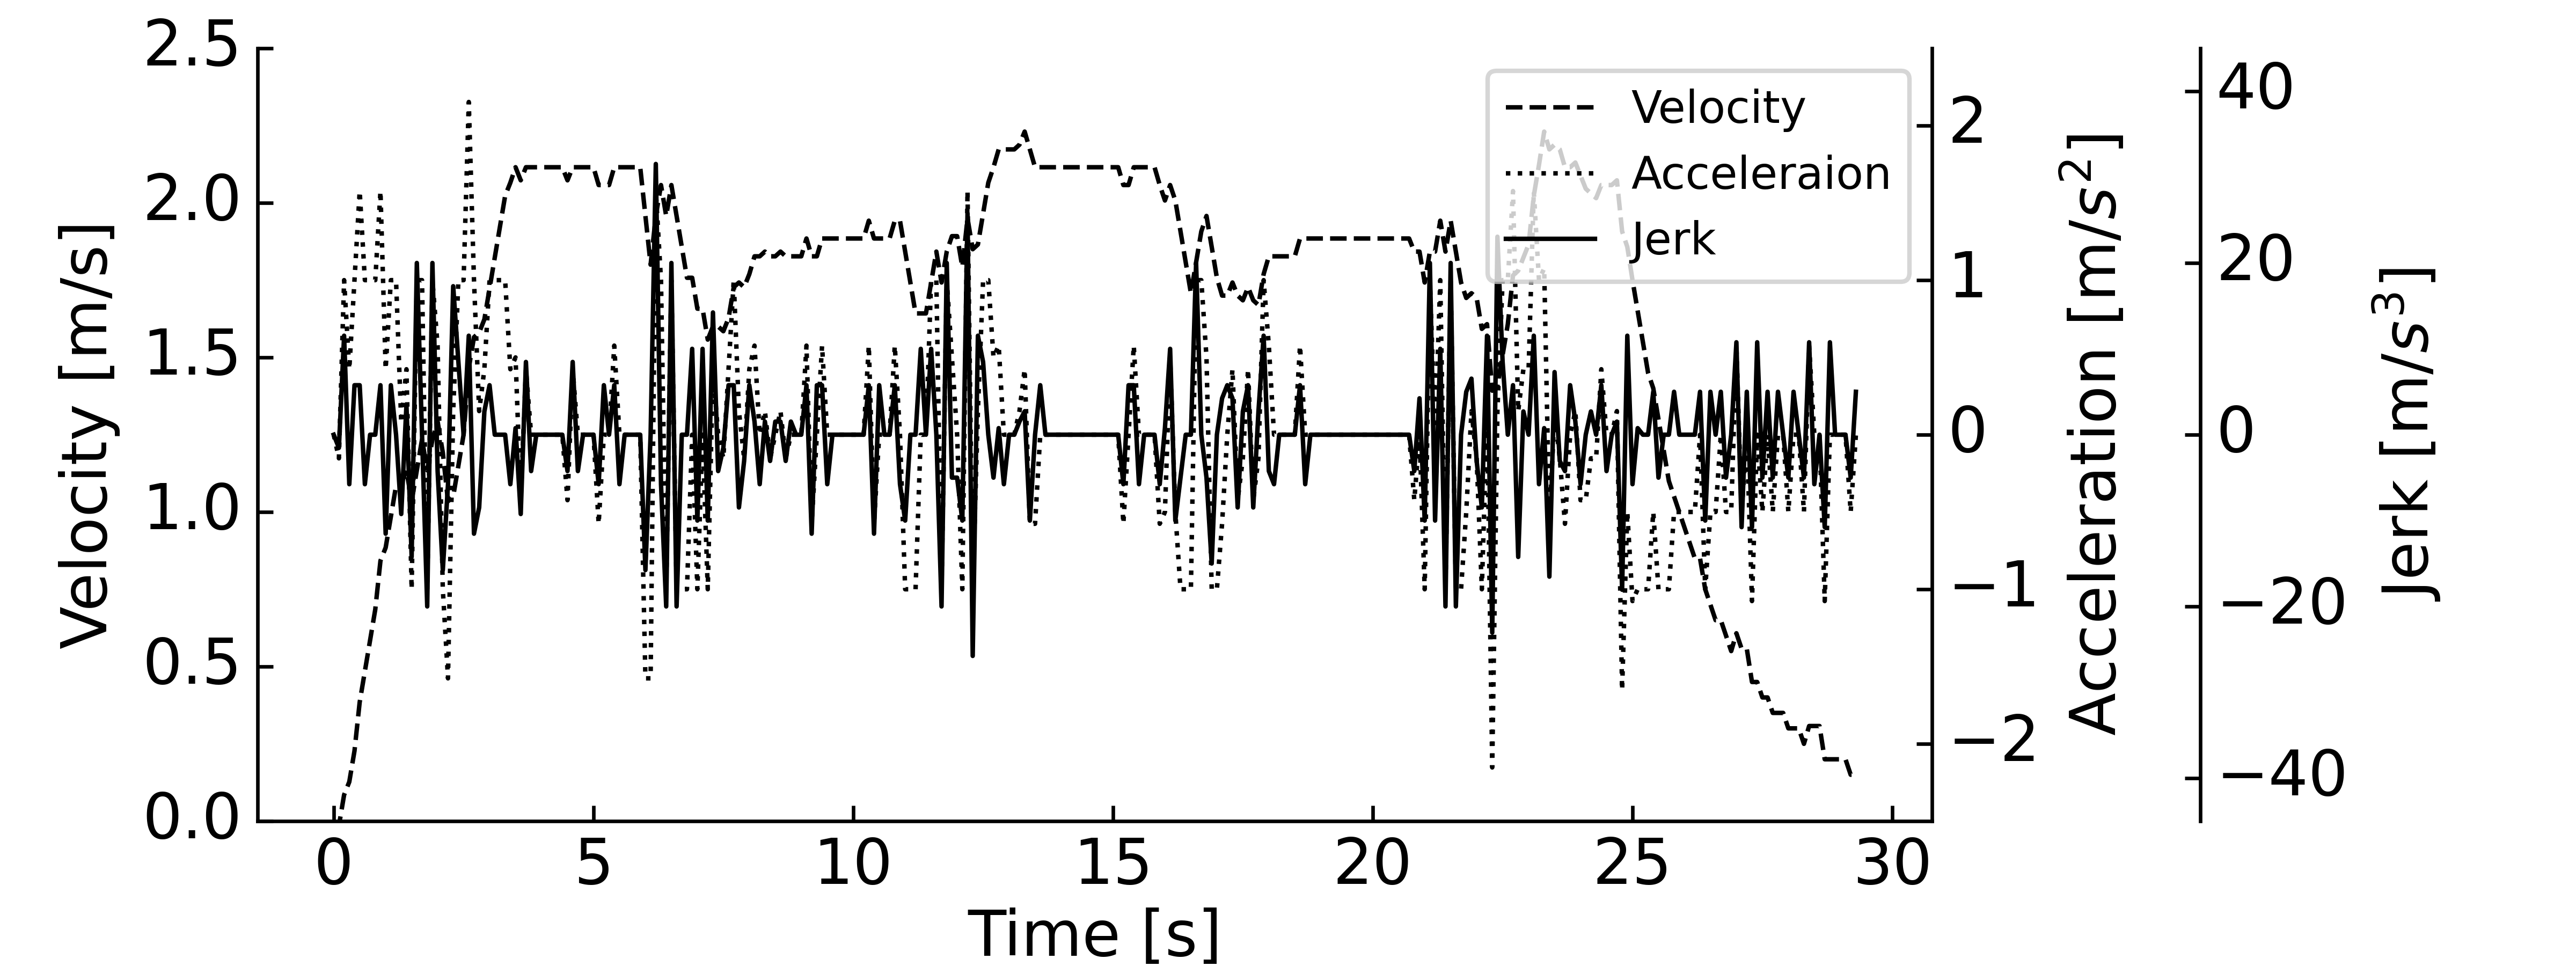 2.5
2.0
1.5
1.0
0.5
0.0
Velocity [m/s]
0 5 10 15 20 25 30
Time [s]
Velocity
Acceleraion
Jerk
2
1
0
−1
−2
Acceleration [m/s²]
40
20
0
−20
−40
Jerk [m/s³]